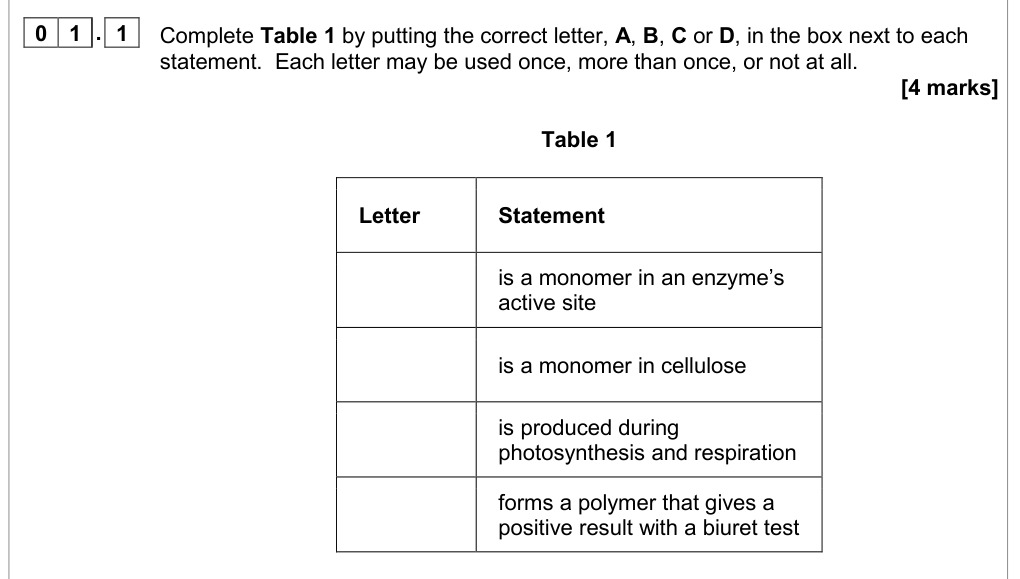 0 1 . 1 Complete Table 1 by putting the correct letter, A, B, C or D, in the box next to each
statement. Each letter may be used once, more than once, or not at all.
[4 marks]
Table 1
Letter Statement
is a monomer in an enzyme’s
active site
is a monomer in cellulose
is produced during
photosynthesis and respiration
forms a polymer that gives a
positive result with a biuret test